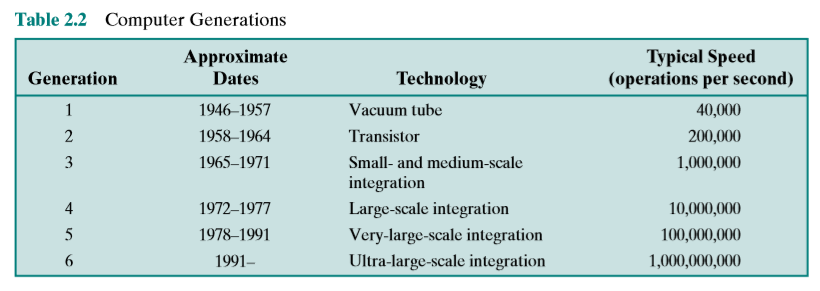 Table 2.2 Computer Generations
Approximate Typical Speed
Generation Dates Technology (operations per second)
1 1946–1957 Vacuum tube 40,000
2 1958–1964 Transistor 200,000
3 1965–1971 Small- and medium-scale 1,000,000
integration
4 1972–1977 Large-scale integration 10,000,000
5 1978–1991 Very-large-scale integration 100,000,000
6 1991– Ultra-large-scale integration 1,000,000,000